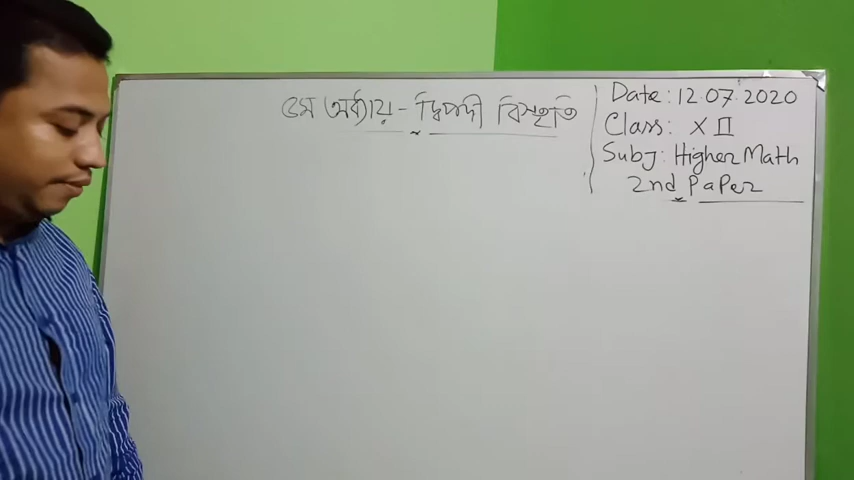 ৫ম অধ্যায় - দ্বিপদী বিস্তৃতি
Date: 12.07.2020
Class: XII
Subj: Higher Math
2nd Paper